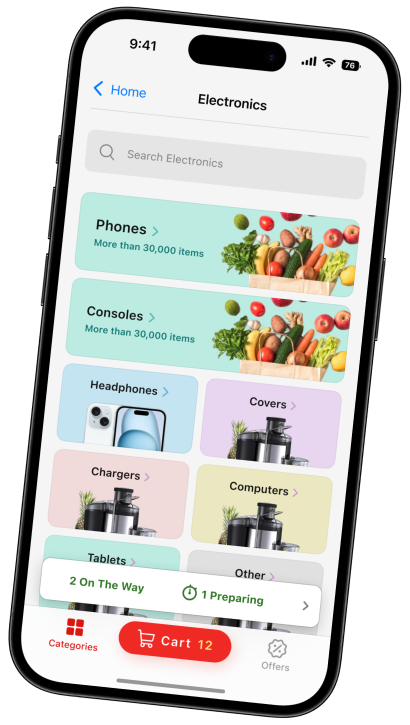 9:41
76
Home
Electronics
Search Electronics
Phones
More than 30,000 items
Consoles
More than 30,000 items
Headphones
Covers
Chargers
Computers
Tablets
Other
2 On The Way
1 Preparing
Categories
Cart 12
Offers